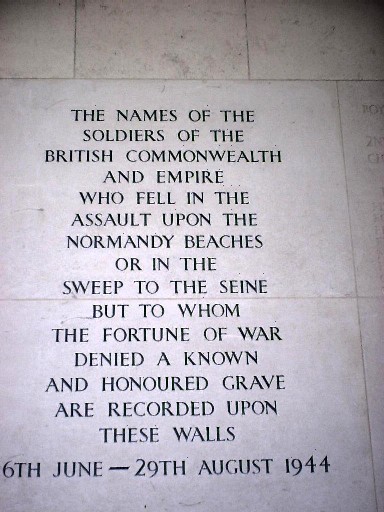 THE NAMES OF THE
SOLDIERS OF THE
BRITISH COMMONWEALTH
AND EMPIRE
WHO FELL IN THE
ASSAULT UPON THE
NORMANDY BEACHES
OR IN THE
SWEEP TO THE SEINE
BUT TO WHOM
THE FORTUNE OF WAR
DENIED A KNOWN
AND HONOURED GRAVE
ARE RECORDED UPON
THESE WALLS
6TH JUNE — 29TH AUGUST 1944